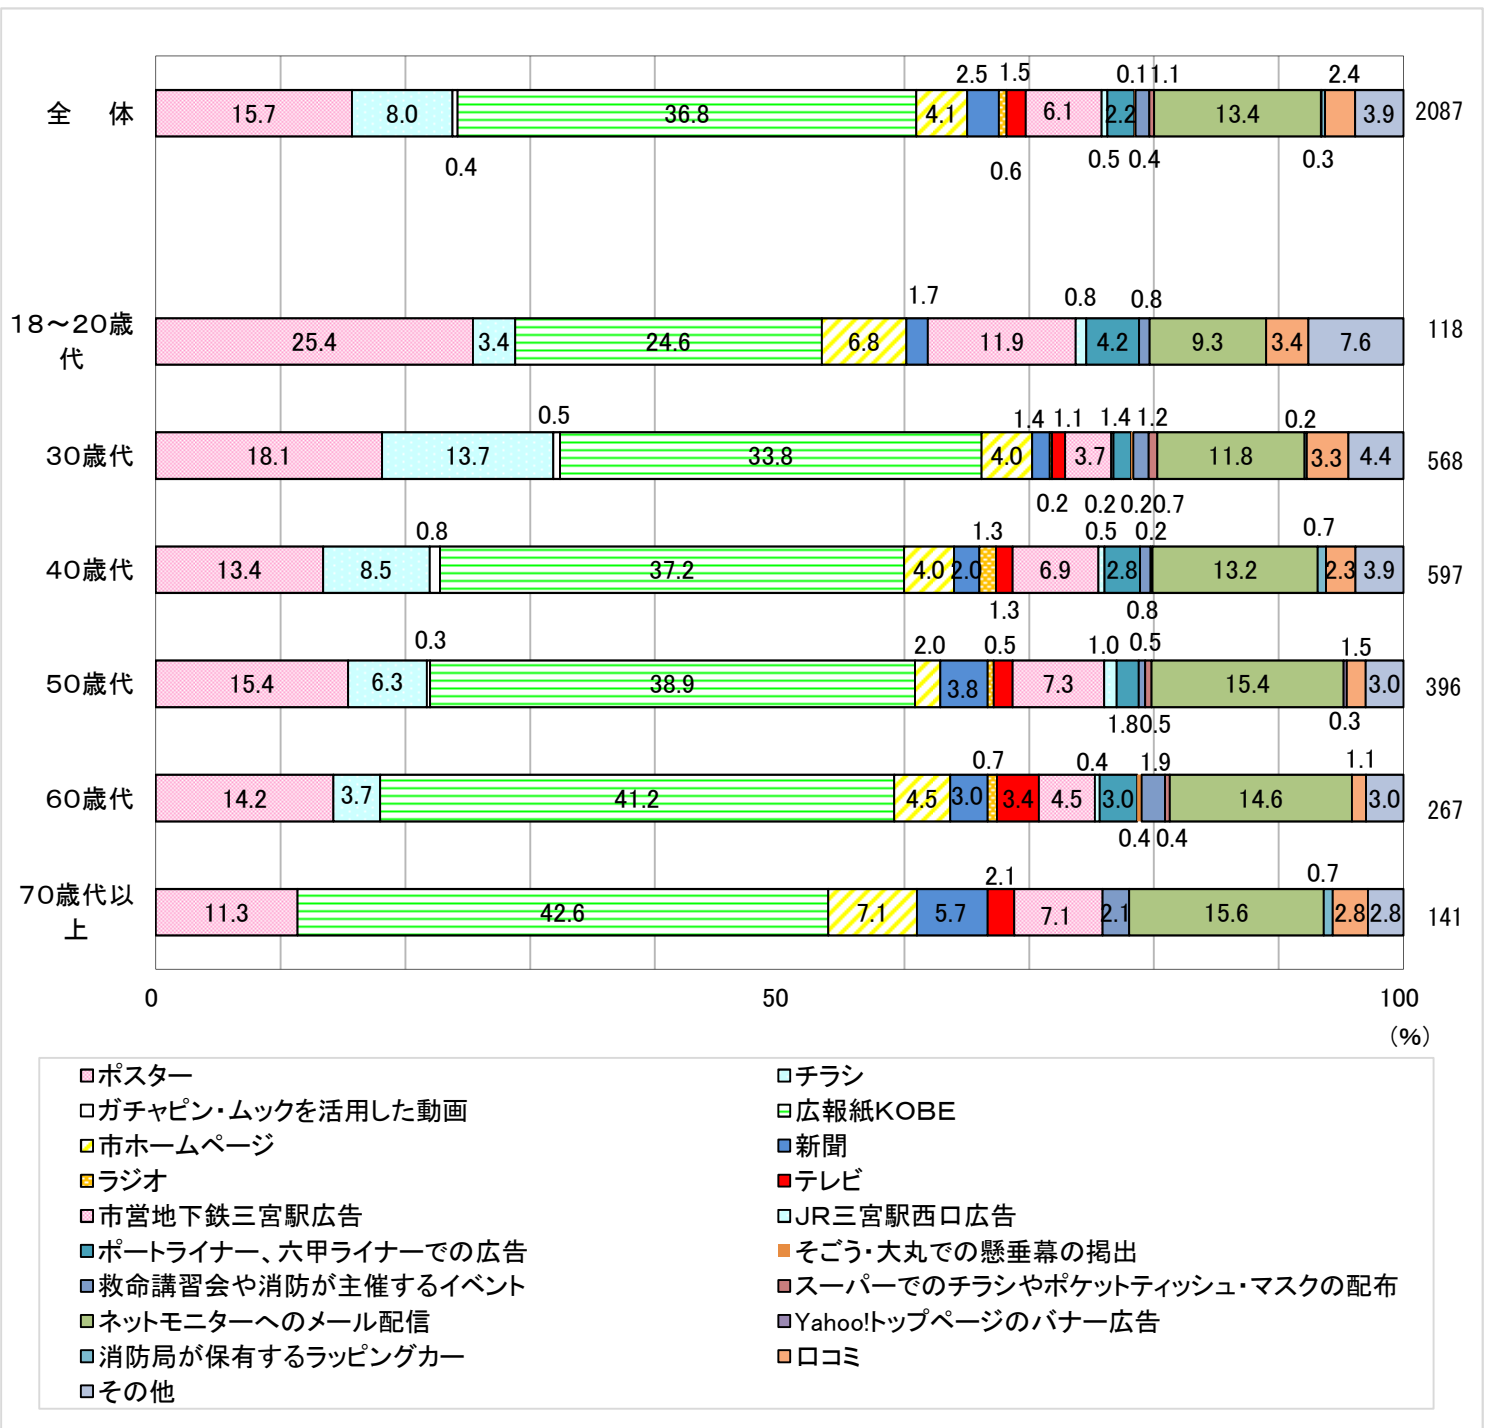 2.5 1.5 0.1 1.1 2.4
全 体 15.7 8.0 36.8 4.1 6.1 2.2 13.4 3.9 2087
0.4 0.6 0.5 0.4 0.3
1.7 0.8 0.8
18～20歳
代
25.4 3.4 24.6 6.8 11.9 4.2 9.3 3.4 7.6 118
0.5 1.4 1.1 1.4 1.2 0.2
30歳代 18.1 13.7 33.8 4.0 3.7 11.8 3.3 4.4 568
0.2 0.2 0.2 0.7
0.8 1.3 0.5 0.2 0.7
40歳代 13.4 8.5 37.2 4.0 2.0 6.9 2.8 13.2 2.3 3.9 597
1.3 0.8
0.3 2.0 0.5 1.0 0.5 1.5
50歳代 15.4 6.3 38.9 3.8 7.3 15.4 3.0 396
1.8 0.5 0.3
0.7 0.4 1.9 1.1
60歳代 14.2 3.7 41.2 4.5 3.0 3.4 4.5 3.0 14.6 3.0 267
0.4 0.4
2.1 0.7
70歳代以
上
11.3 42.6 7.1 5.7 7.1 2.1 15.6 2.8 2.8 141
0 50 100
(%)
ポスター
チラシ
ガチャピン・ムックを活用した動画
広報紙KOBE
市ホームページ
新聞
ラジオ
テレビ
市営地下鉄三宮駅広告
JR三宮駅西口広告
ポートライナー、六甲ライナーでの広告
そごう・大丸での懸垂幕の掲出
救命講習会や消防が主催するイベント
スーパーでのチラシやポケットティッシュ・マスクの配布
ネットモニターへのメール配信
Yahoo!トップページのバナー広告
消防局が保有するラッピングカー
口コミ
その他